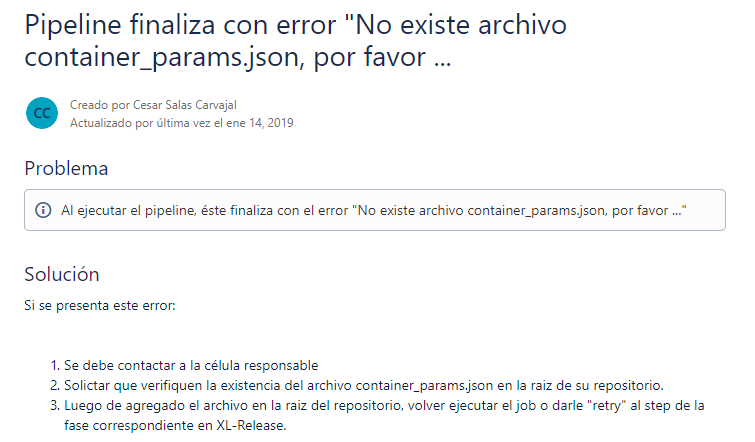 Pipeline finaliza con error "No existe archivo
container_params.json, por favor ...
CC
Creado por Cesar Salas Carvajal
Actualizado por última vez el ene 14, 2019
Problema
Al ejecutar el pipeline, éste finaliza con el error "No existe archivo container_params.json, por favor ..."
Solución
Si se presenta este error:
1. Se debe contactar a la célula responsable
2. Solictar que verifiquen la existencia del archivo container_params.json en la raiz de su repositorio.
3. Luego de agregado el archivo en la raiz del repositorio, volver ejecutar el job o darle "retry" al step de la
fase correspondiente en XL-Release.